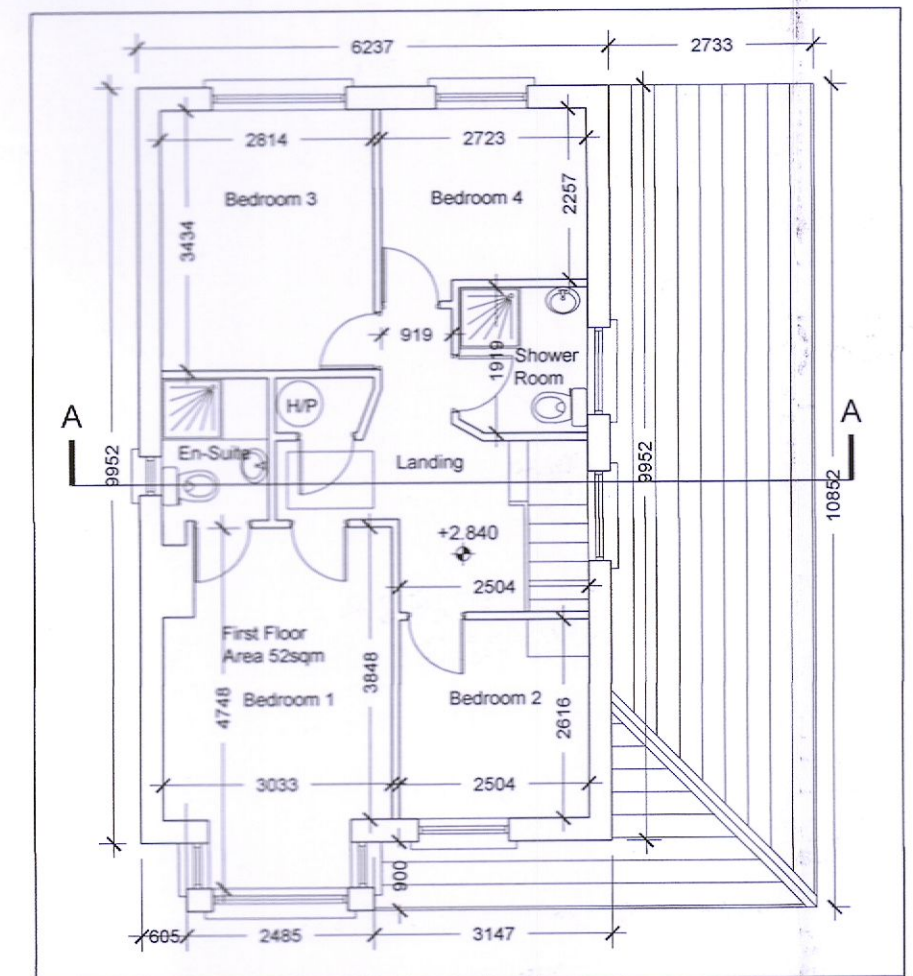 6237
2733
2814
2723
Bedroom 3
Bedroom 4
2257
3434
919
1919
Shower
Room
H/P
A
A
En-Suite
Landing
9952
9952
10852
+2.840
2504
First Floor
Area 52sqm
3848
4748
Bedroom 1
Bedroom 2
2616
3033
2504
900
605
2485
3147